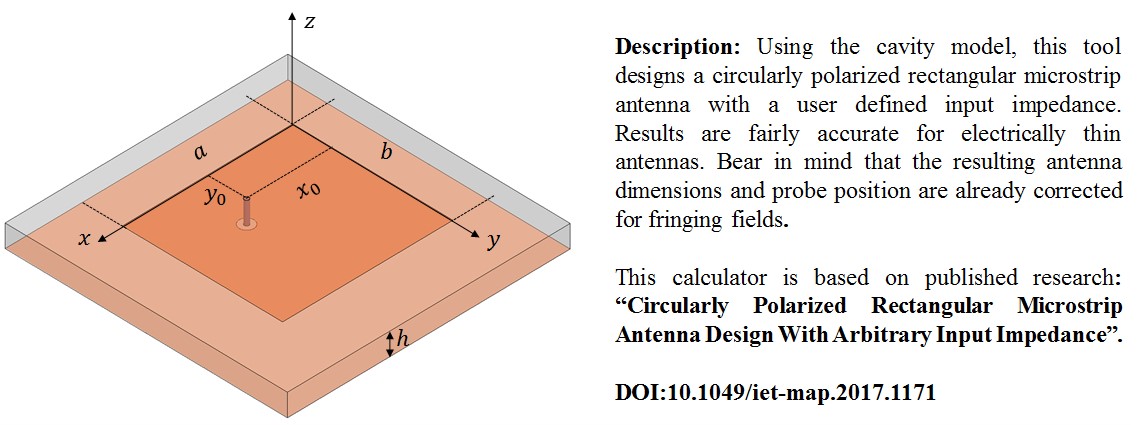 z
a
b
y₀
x₀
x
y
h
Description: Using the cavity model, this tool
designs a circularly polarized rectangular microstrip
antenna with a user defined input impedance.
Results are fairly accurate for electrically thin
antennas. Bear in mind that the resulting antenna
dimensions and probe position are already corrected
for fringing fields.
This calculator is based on published research:
“Circularly Polarized Rectangular Microstrip
Antenna Design With Arbitrary Input Impedance”.
DOI:10.1049/iet-map.2017.1171